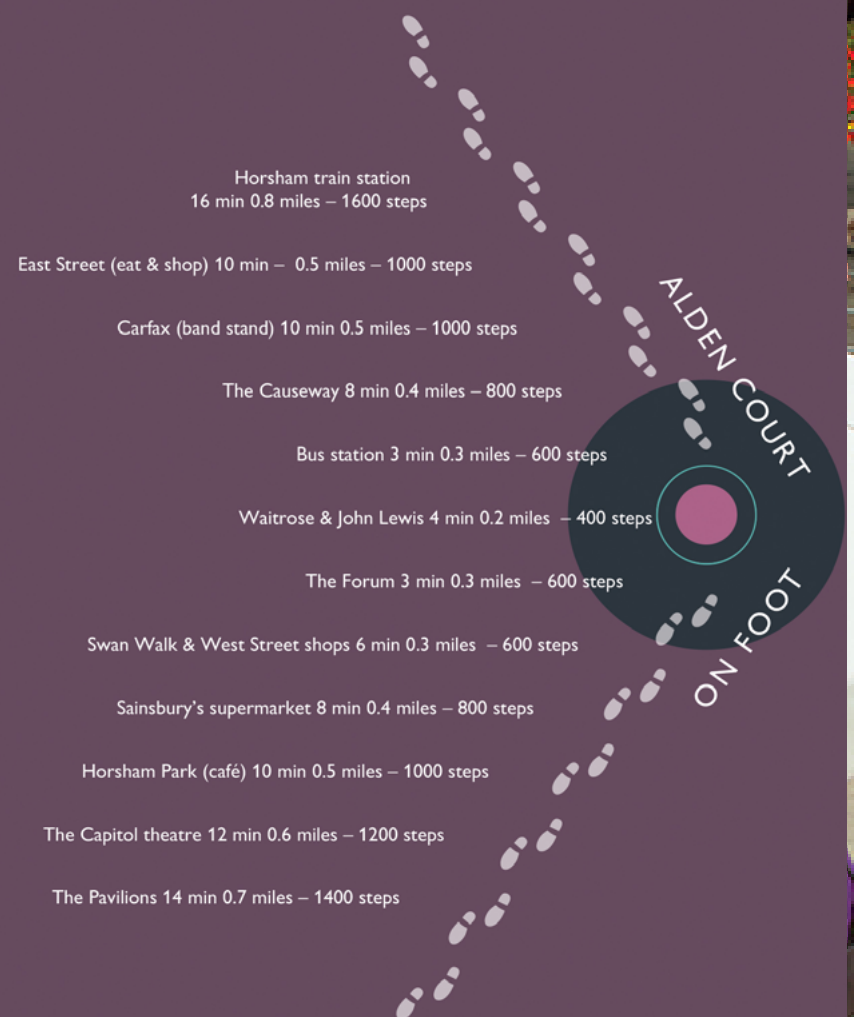 Horsham train station
16 min 0.8 miles – 1600 steps
East Street (eat & shop) 10 min –  0.5 miles – 1000 steps
Carfax (band stand) 10 min 0.5 miles – 1000 steps
The Causeway 8 min 0.4 miles – 800 steps
Bus station 3 min 0.3 miles – 600 steps
Waitrose & John Lewis 4 min 0.2 miles  – 400 steps
The Forum 3 min 0.3 miles  – 600 steps
Swan Walk & West Street shops 6 min 0.3 miles  – 600 steps
Sainsbury's supermarket 8 min 0.4 miles – 800 steps
Horsham Park (café) 10 min 0.5 miles – 1000 steps
The Capitol theatre 12 min 0.6 miles – 1200 steps
The Pavilions 14 min 0.7 miles – 1400 steps
ALDEN COURT
ON FOOT